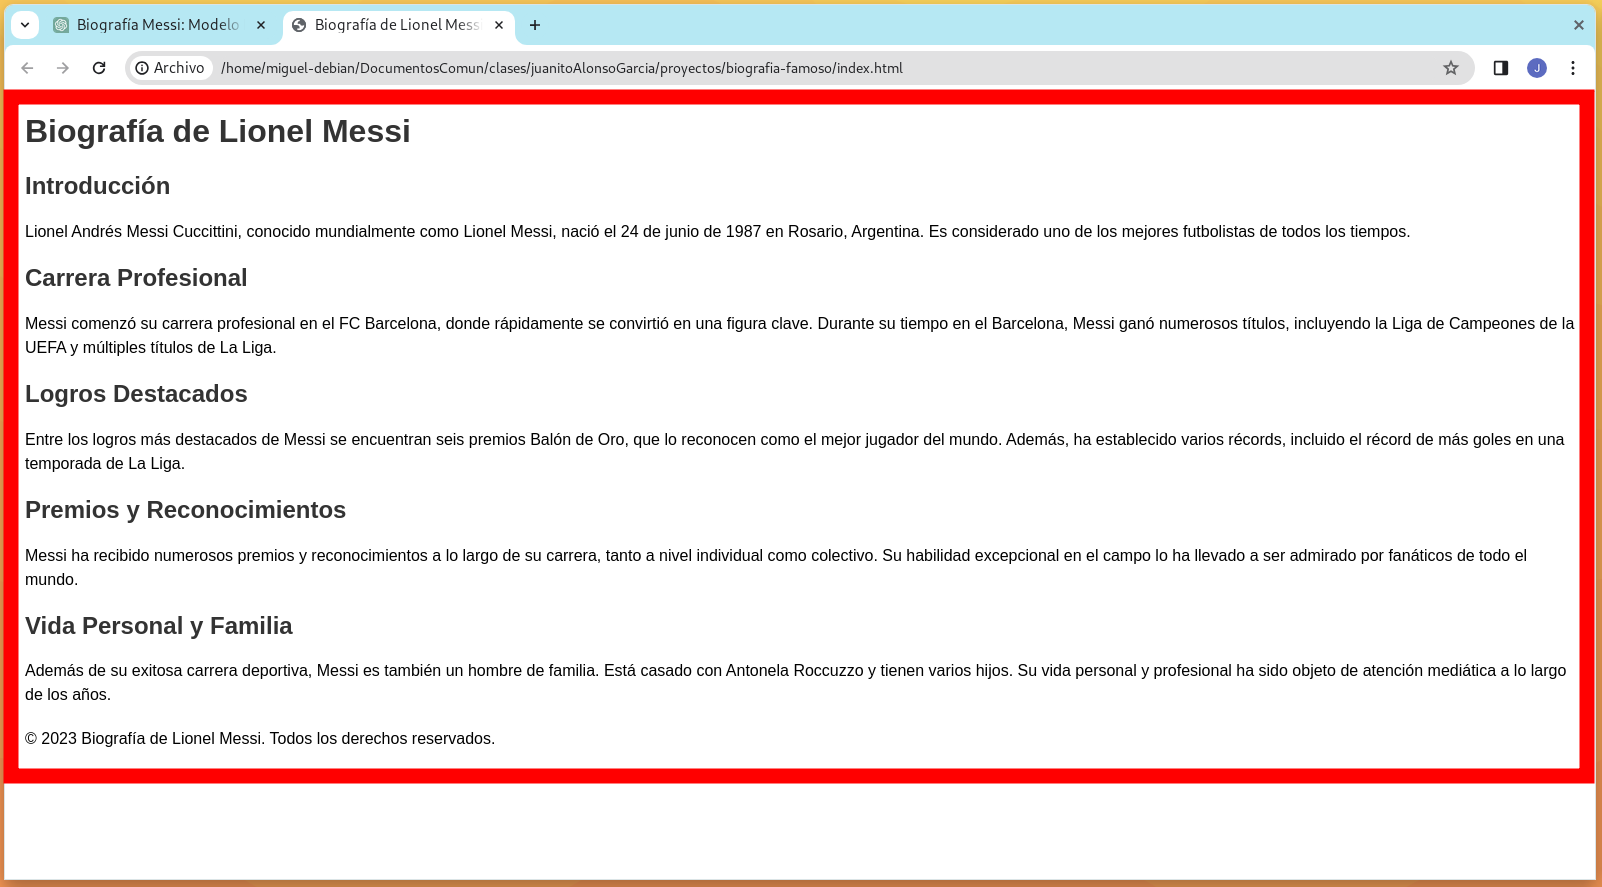 Biografía Messi: Modelo
Biografía de Lionel Mess
Archivo
/home/miguel-debian/DocumentosComun/clases/juanitoAlonsoGarcia/proyectos/biografia-famoso/index.html
J
Biografía de Lionel Messi
Introducción
Lionel Andrés Messi Cuccittini, conocido mundialmente como Lionel Messi, nació el 24 de junio de 1987 en Rosario, Argentina. Es considerado uno de los mejores futbolistas de todos los tiempos.
Carrera Profesional
Messi comenzó su carrera profesional en el FC Barcelona, donde rápidamente se convirtió en una figura clave. Durante su tiempo en el Barcelona, Messi ganó numerosos títulos, incluyendo la Liga de Campeones de la
UEFA y múltiples títulos de La Liga.
Logros Destacados
Entre los logros más destacados de Messi se encuentran seis premios Balón de Oro, que lo reconocen como el mejor jugador del mundo. Además, ha establecido varios récords, incluido el récord de más goles en una
temporada de La Liga.
Premios y Reconocimientos
Messi ha recibido numerosos premios y reconocimientos a lo largo de su carrera, tanto a nivel individual como colectivo. Su habilidad excepcional en el campo lo ha llevado a ser admirado por fanáticos de todo el
mundo.
Vida Personal y Familia
Además de su exitosa carrera deportiva, Messi es también un hombre de familia. Está casado con Antonela Roccuzzo y tienen varios hijos. Su vida personal y profesional ha sido objeto de atención mediática a lo largo
de los años.
© 2023 Biografía de Lionel Messi. Todos los derechos reservados.